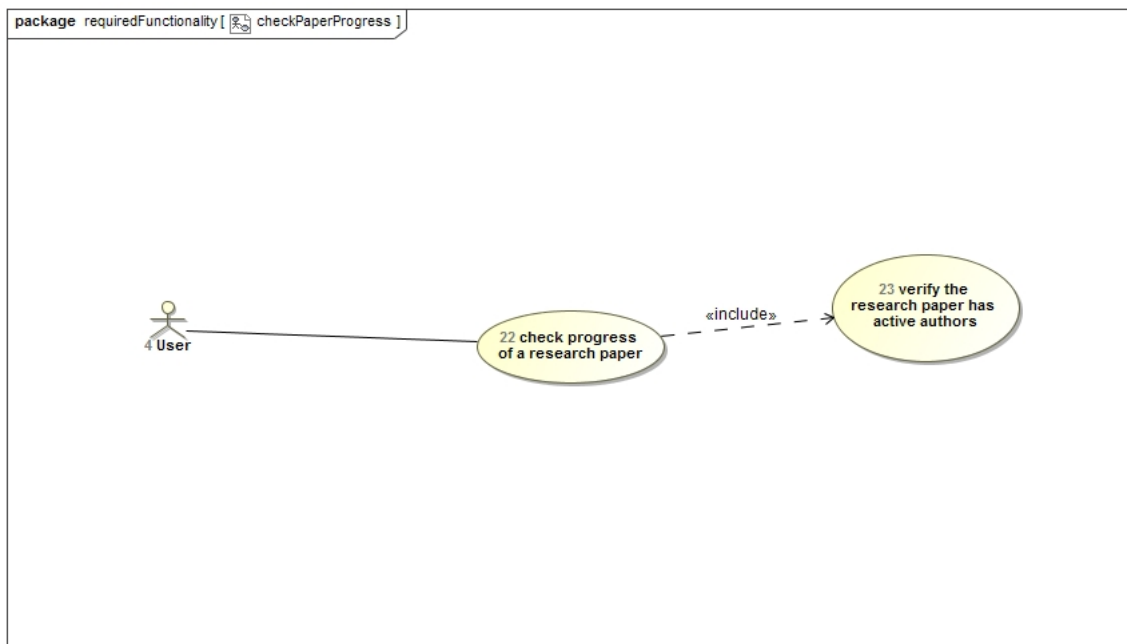 package requiredFunctionality [ checkPaperProgress ]
4 User
22 check progress
of a research paper
«include»
23 verify the
research paper has
active authors